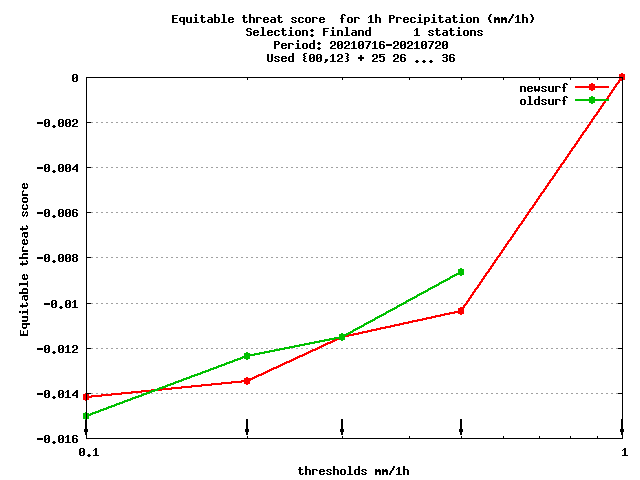 Equitable threat score  for 1h Precipitation (mm/1h)
Selection: Finland      1 stations
Period: 20210716-20210720
Used {00,12} + 25 26 ... 36
newsurf
oldsurf
0
-0.002
-0.004
-0.006
-0.008
-0.01
-0.012
-0.014
-0.016
Equitable threat score
0.1
1
thresholds mm/1h